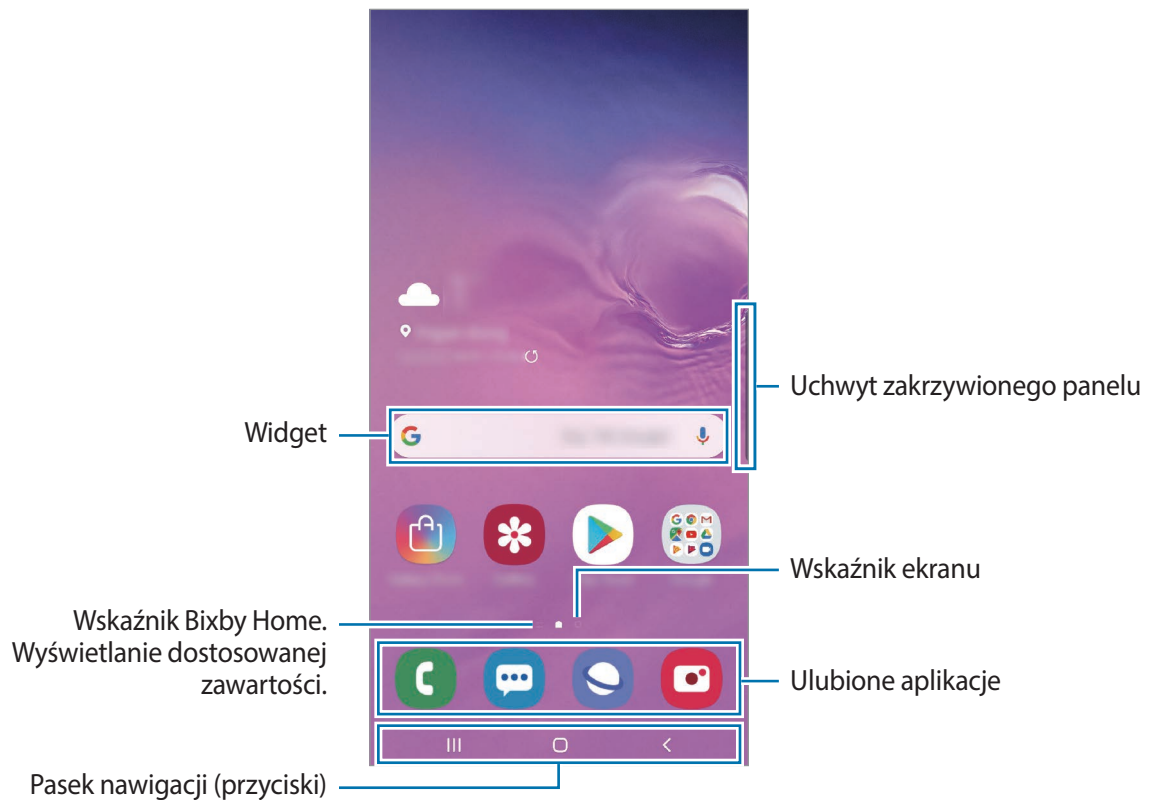 Uchwyt zakrzywionego panelu
Widget
Wskaźnik ekranu
Wskaźnik Bixby Home.
Wyświetlanie dostosowanej
zawartości.
Ulubione aplikacje
Pasek nawigacji (przyciski)